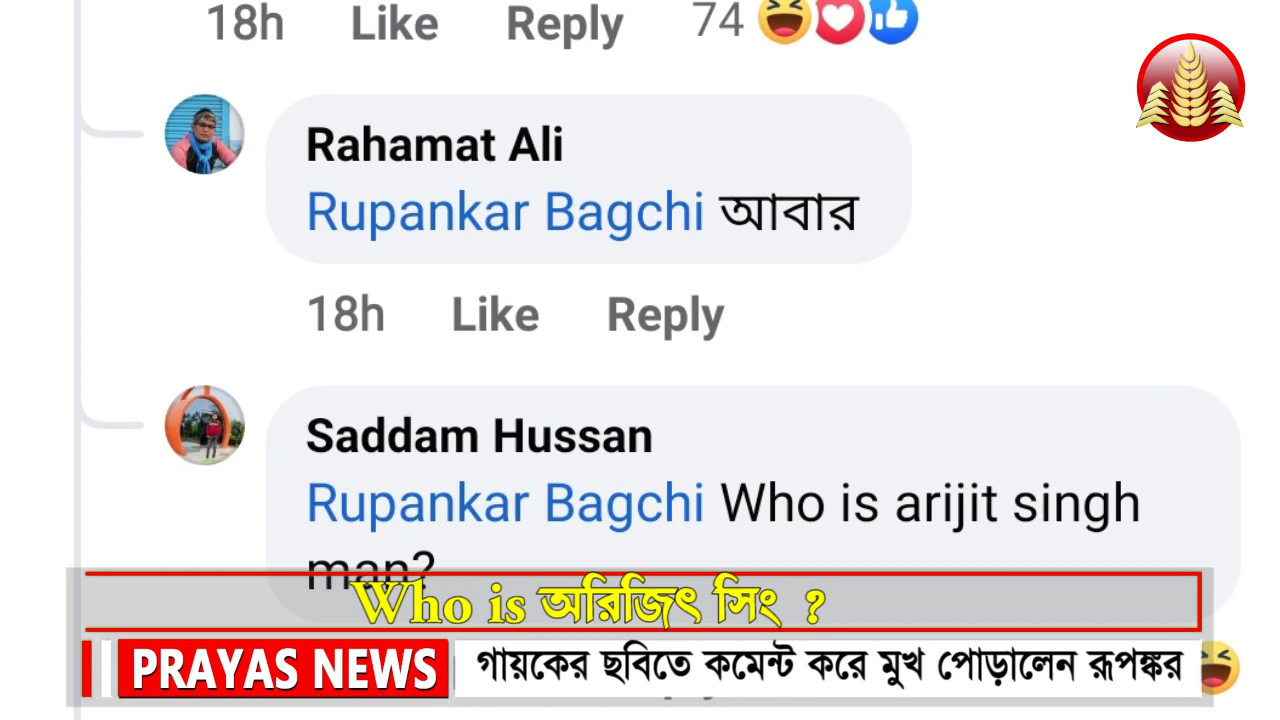 18h Like Reply 74
Rahamat Ali
Rupankar Bagchi আবার
18h Like Reply
Saddam Hussan
Rupankar Bagchi Who is arijit singh
man?
Who is অরিজিৎ সিং ?
PRAYAS NEWS গায়কের ছবিতে কমেন্ট করে মুখ পোড়ালেন রূপঙ্কর